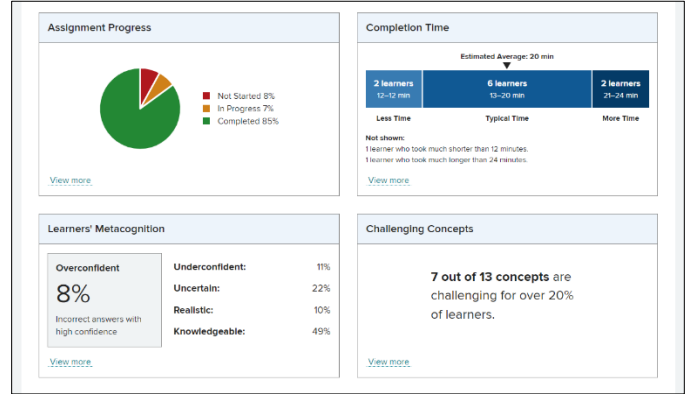 Assignment Progress
Not Started 8%
In Progress 7%
Completed 85%
View more
Completion Time
Estimated Average: 20 min
2 learners
12–12 min
6 learners
13–20 min
2 learners
21–24 min
Less Time
Typical Time
More Time
Not shown:
1 learner who took much shorter than 12 minutes.
1 learner who took much longer than 24 minutes.
View more
Learners' Metacognition
Overconfident
8%
Incorrect answers with
high confidence
Underconfident: 11%
Uncertain: 22%
Realistic: 10%
Knowledgeable: 49%
View more
Challenging Concepts
7 out of 13 concepts are
challenging for over 20%
of learners.
View more